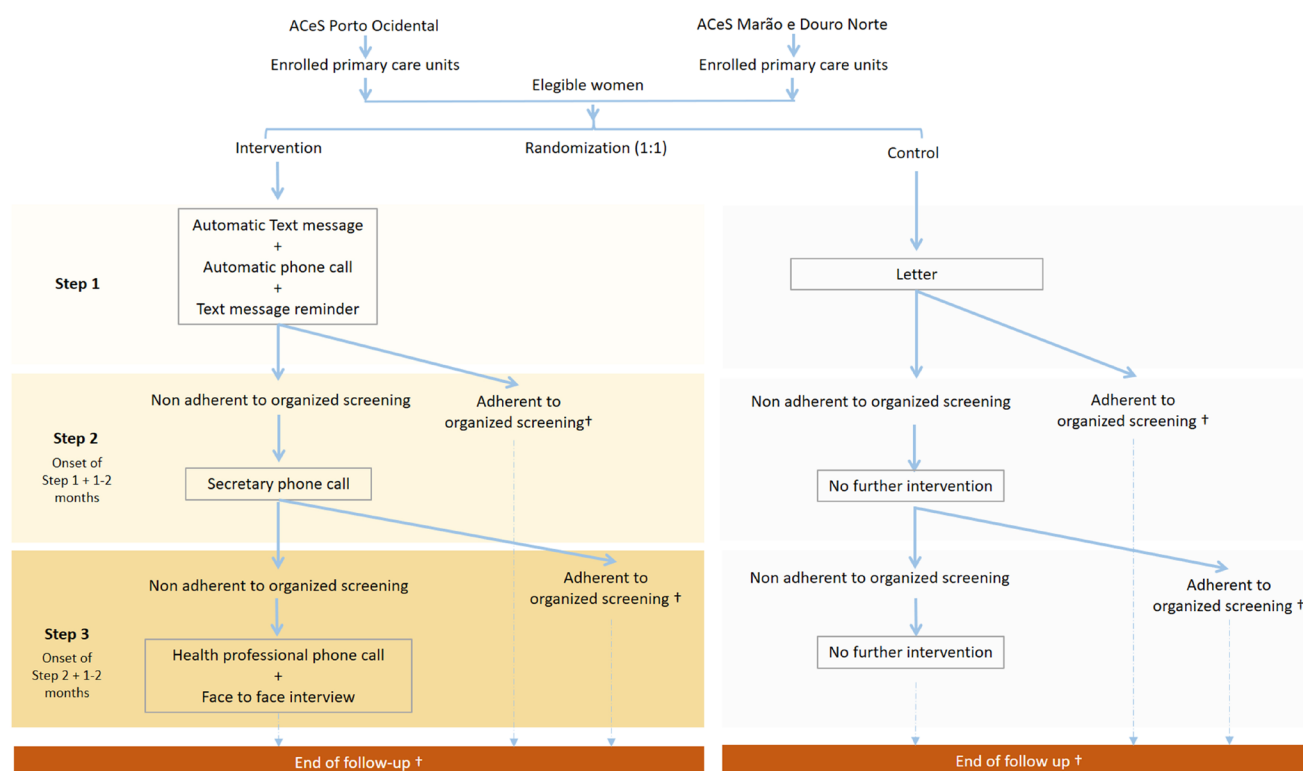 ACeS Porto Ocidental
ACeS Marão e Douro Norte
Enrolled primary care units
Enrolled primary care units
Elegible women
Intervention
Randomization (1:1)
Control
Step 1
Automatic Text message
+
Automatic phone call
+
Text message reminder
Letter
Step 2
Onset of
Step 1 + 1-2
months
Non adherent to organized screening
Adherent to
organized screening†
Secretary phone call
Non adherent to organized screening
Adherent to
organized screening †
No further intervention
Step 3
Onset of
Step 2 + 1-2
months
Non adherent to organized screening
Adherent to
organized screening †
Health professional phone call
+
Face to face interview
Non adherent to organized screening
Adherent to
organized screening †
No further intervention
End of follow-up †
End of follow up †